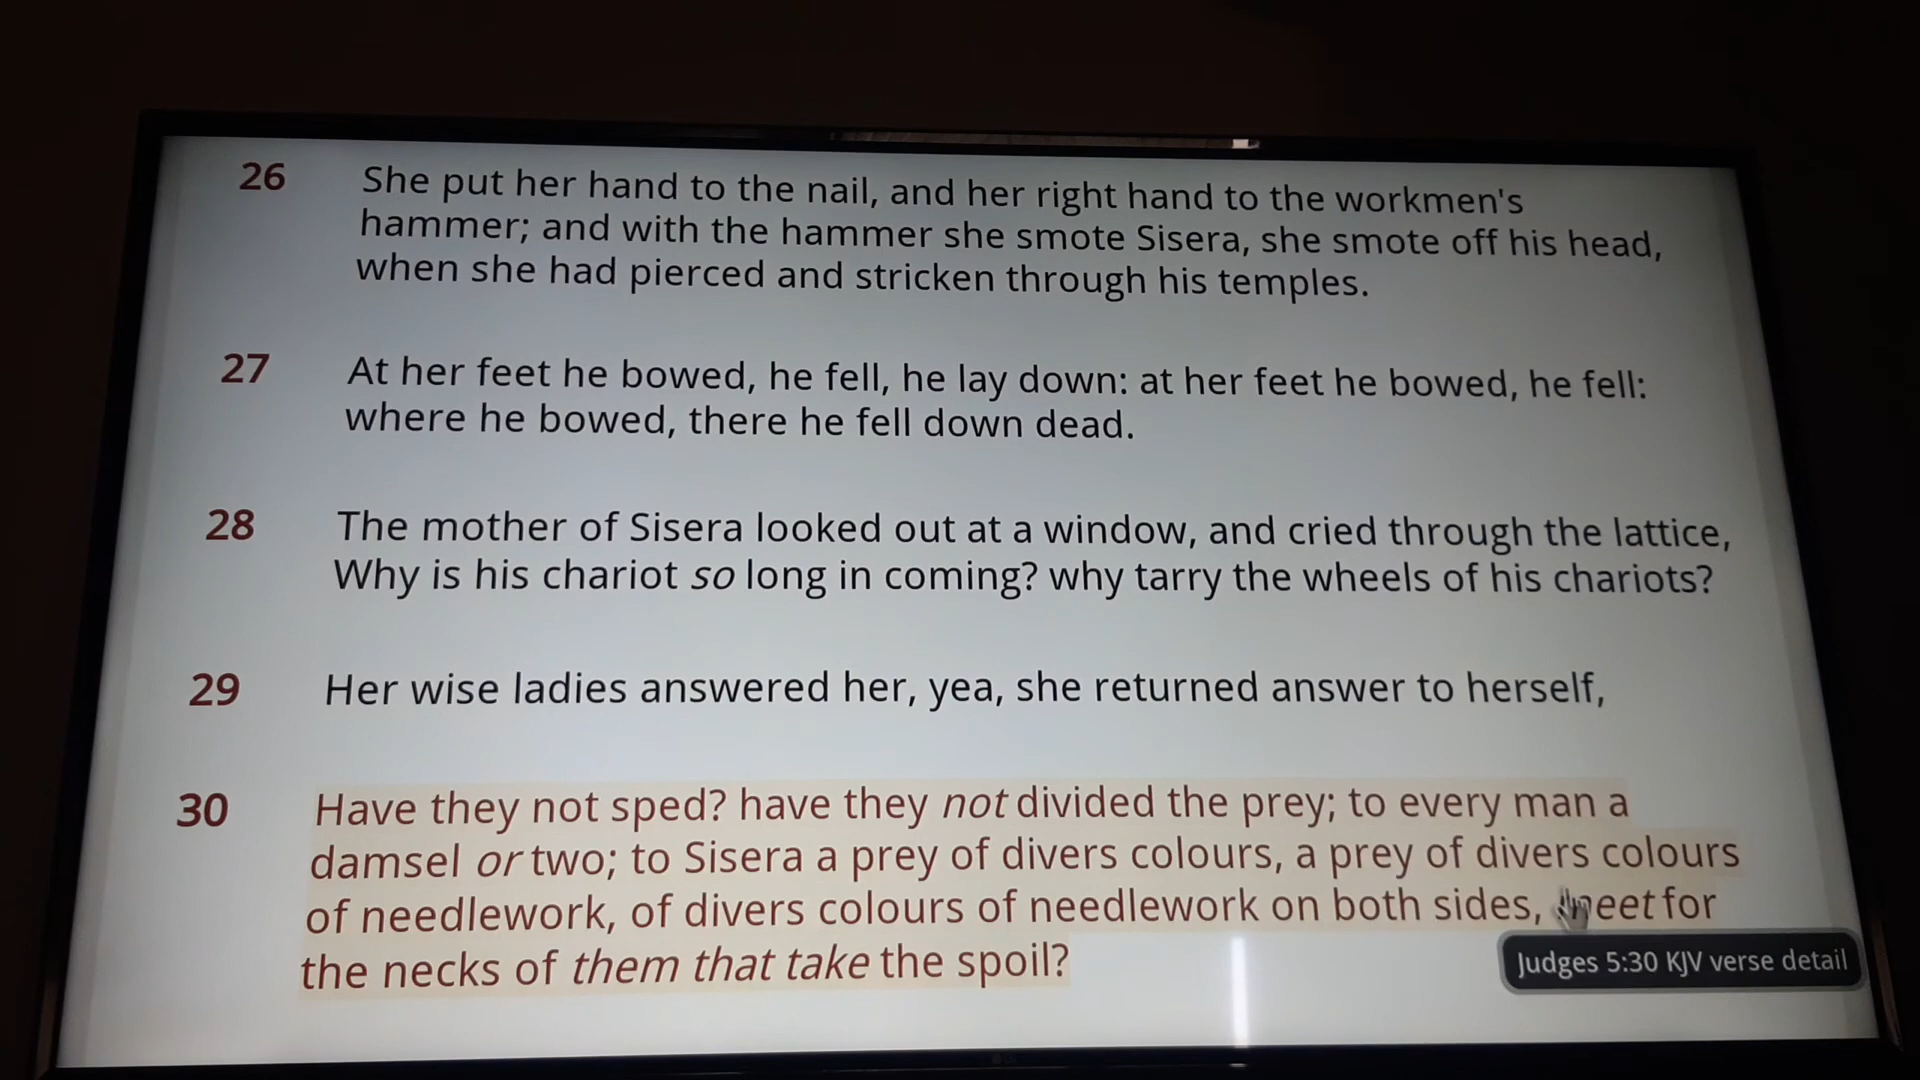 26 She put her hand to the nail, and her right hand to the workmen's
hammer; and with the hammer she smote Sisera, she smote off his head,
when she had pierced and stricken through his temples.
27 At her feet he bowed, he fell, he lay down: at her feet he bowed, he fell:
where he bowed, there he fell down dead.
28 The mother of Sisera looked out at a window, and cried through the lattice,
Why is his chariot so long in coming? why tarry the wheels of his chariots?
29 Her wise ladies answered her, yea, she returned answer to herself,
30 Have they not sped? have they not divided the prey; to every man a
damsel or two; to Sisera a prey of divers colours, a prey of divers colours
of needlework, of divers colours of needlework on both sides, meet for
the necks of them that take the spoil?
Judges 5:30 KJV verse detail